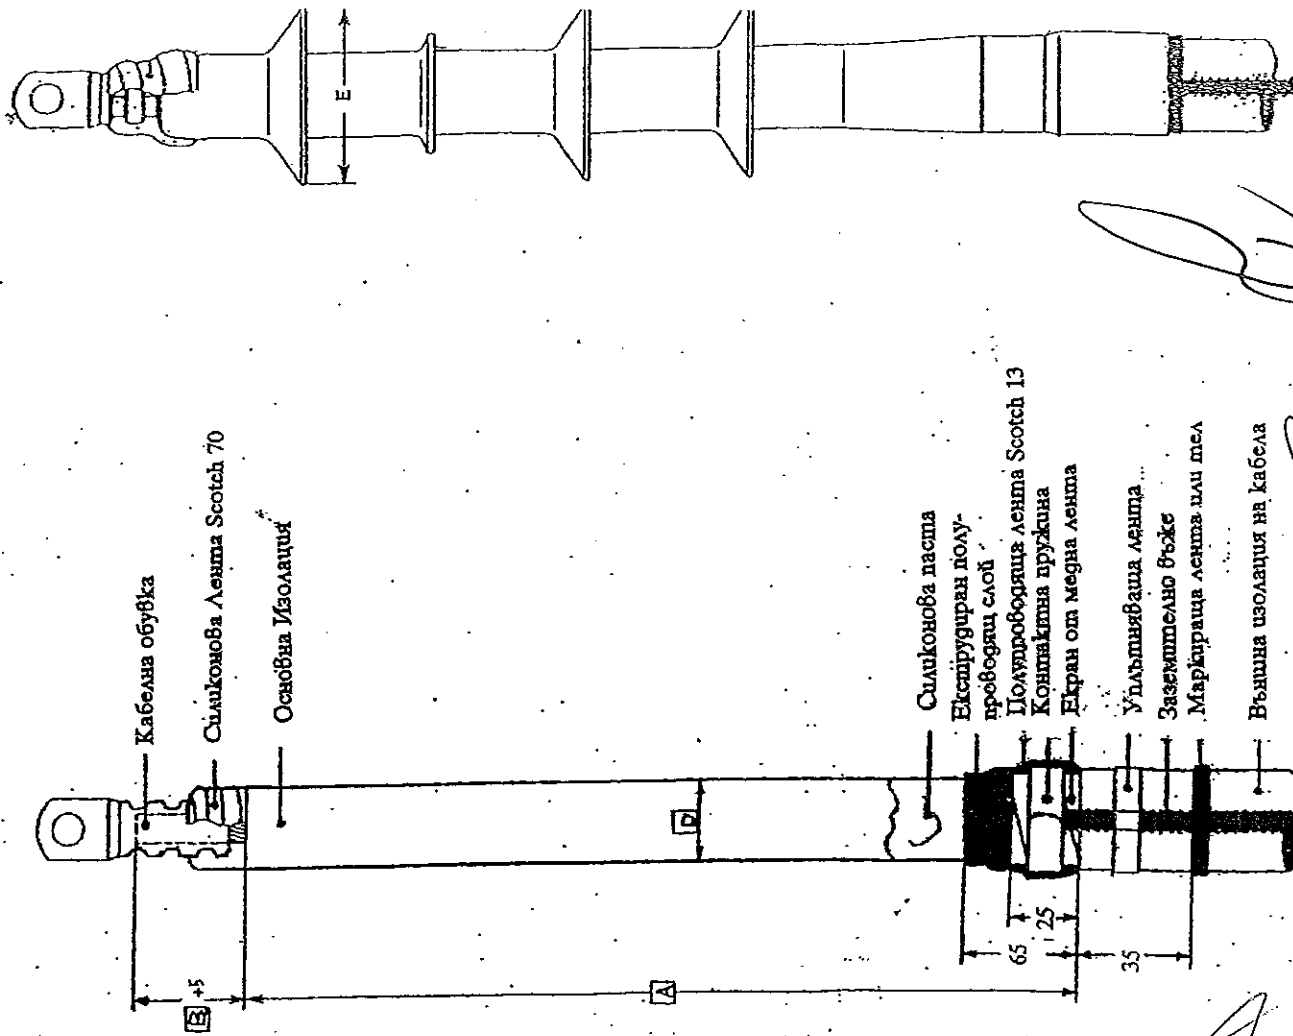 E
Кабелна обувка
Силиконова Лента Scotch 70
Основна Изолация
Силиконова паста
Екструдиран полу-
проводящ слой
Полупроводяща лента Scotch 13
Контактна пружина
Екран от медна лента
Уплътняваща лента
Заземително въже
Маркираща лента или тел
Външна изолация на кабела
D
B +5
A
65
25
35